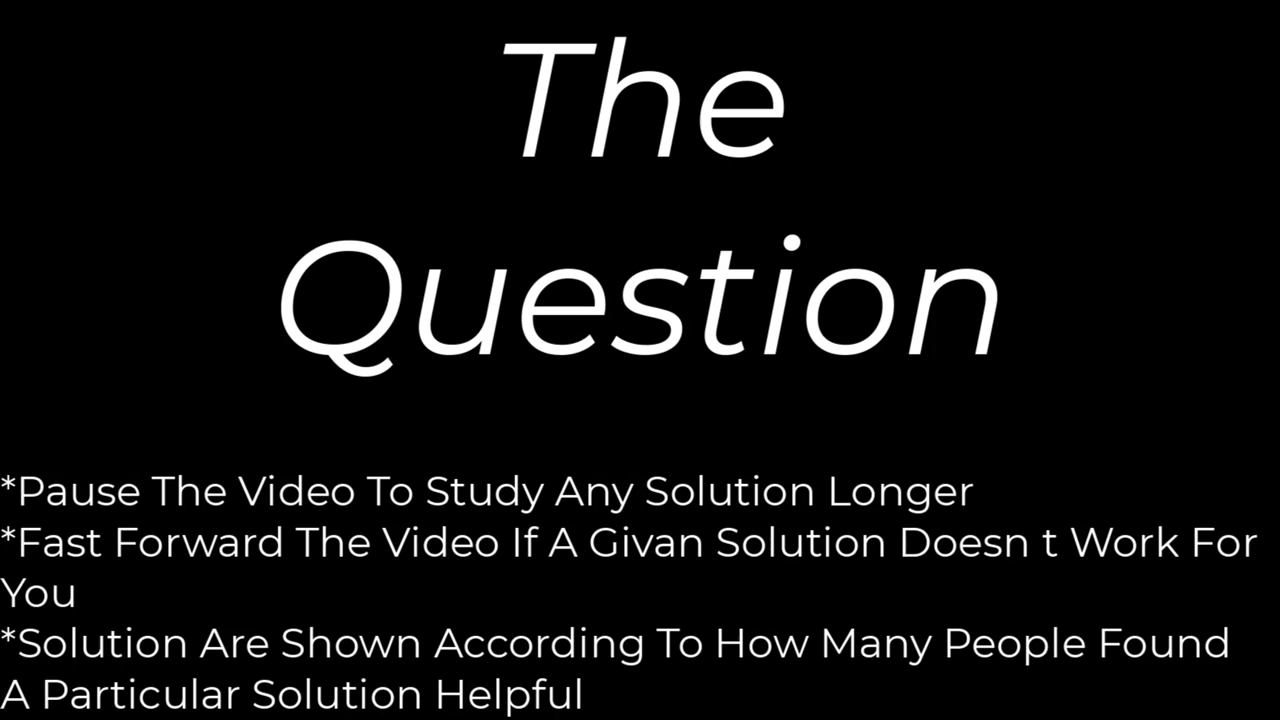 The
Question
*Pause The Video To Study Any Solution Longer
*Fast Forward The Video If A Givan Solution Doesn t Work For
You
*Solution Are Shown According To How Many People Found
A Particular Solution Helpful